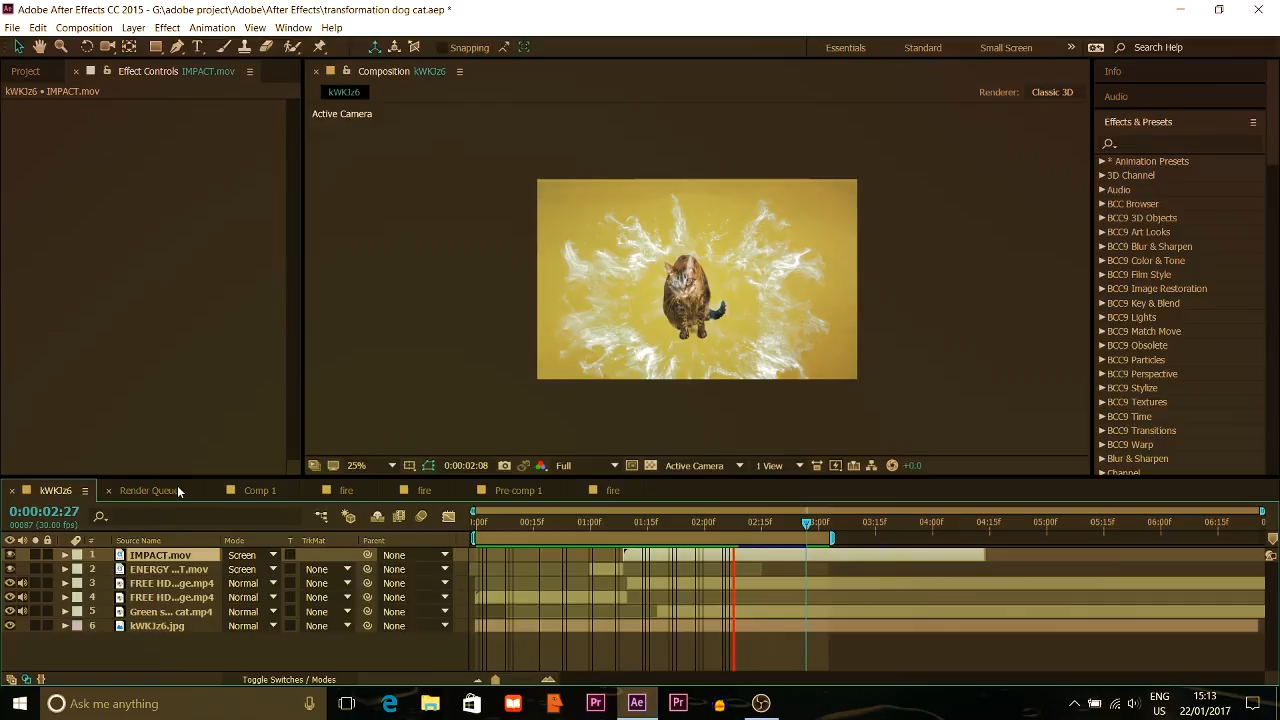 Adobe After Effects CC 2015 - E:\adobe project\Adobe\After Effects\transformation dog cat.aep *
File Edit Composition Layer Effect Animation View Window Help
Snapping Essentials Standard Small Screen » Search Help
Project Effect Controls IMPACT.mov Composition kWKJz6 Info
kWKJz6 • IMPACT.mov kWKJz6 Renderer: Classic 3D Audio
Active Camera
Effects & Presets
* Animation Presets
3D Channel
Audio
BCC Browser
BCC9 3D Objects
BCC9 Art Looks
BCC9 Blur & Sharpen
BCC9 Color & Tone
BCC9 Film Style
BCC9 Image Restoration
BCC9 Key & Blend
BCC9 Lights
BCC9 Match Move
BCC9 Obsolete
BCC9 Particles
BCC9 Perspective
BCC9 Stylize
BCC9 Textures
BCC9 Time
BCC9 Transitions
BCC9 Warp
Blur & Sharpen
Channel
25% 0:00:02:08 Full Active Camera 1 View +0.0
kWKJz6 Render Queue Comp 1 fire fire Pre-comp 1 fire
0:00:02:27
00087 (30.00 fps)
:00f 00:15f 01:00f 01:15f 02:00f 02:15f 03:00f 03:15f 04:00f 04:15f 05:00f 05:15f 06:00f 06:15f
# Source Name Mode T TrkMat Parent
1 IMPACT.mov Screen None
2 ENERGY ...T.mov Screen None None
3 FREE HD...ge.mp4 Normal None None
4 FREE HD...ge.mp4 Normal None None
5 Green s... cat.mp4 Normal None None
6 kWKJz6.jpg Normal None None
Toggle Switches / Modes
Ask me anything Pr Ae Pr ENG US 15:13 22/01/2017